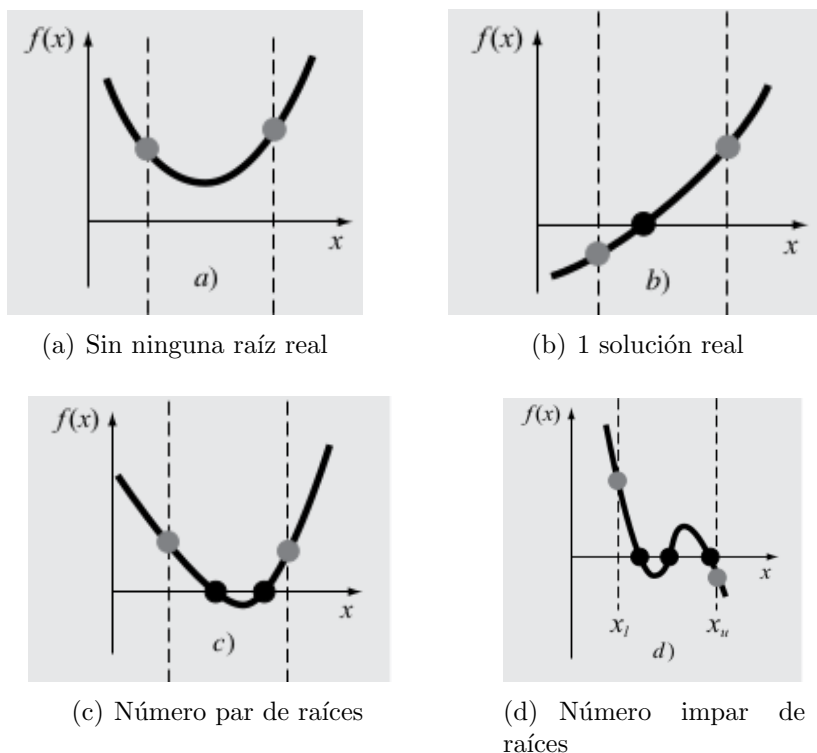 f(x)
x
a)
(a) Sin ninguna raíz real
f(x)
x
b)
(b) 1 solución real
f(x)
x
c)
(c) Número par de raíces
f(x)
x
x_l x_u
d)
(d) Número impar de
raíces